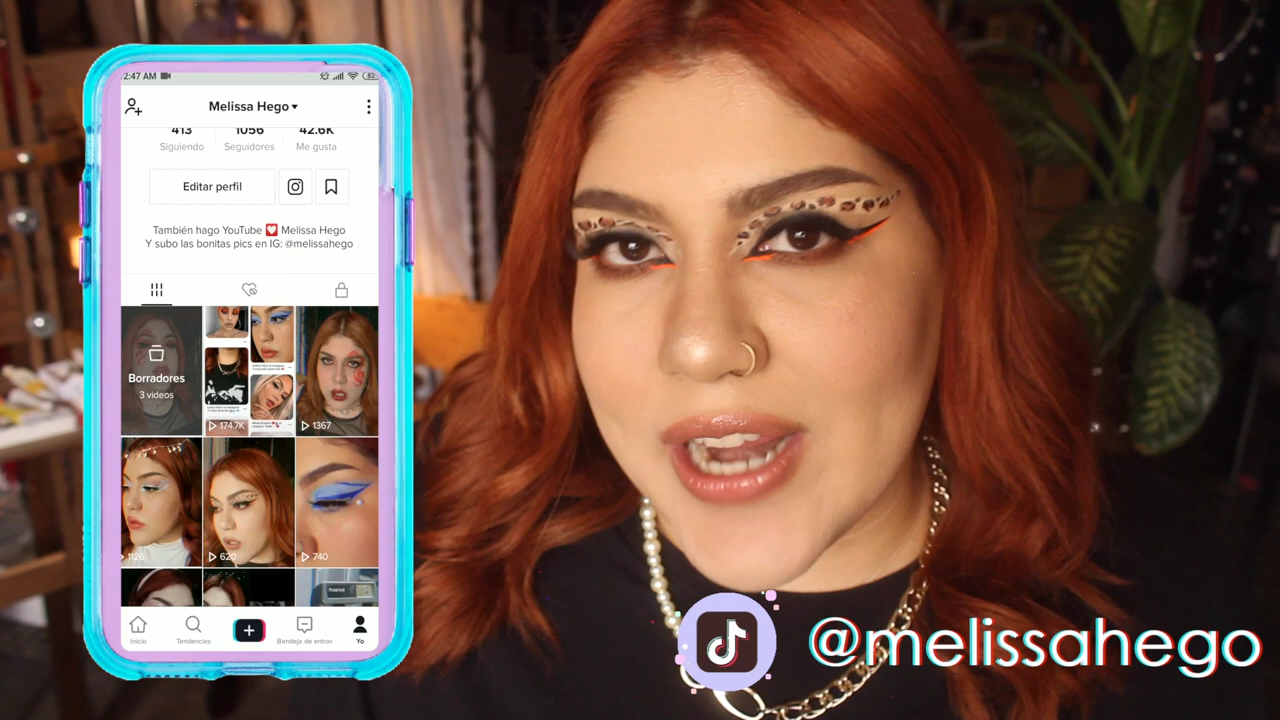 2:47 AM
82
Melissa Hego
413 1056 42.6K
Siguiendo Seguidores Me gusta
Editar perfil
También hago YouTube Melissa Hego
Y subo las bonitas pics en IG: @melissahego
Borradores
3 videos
174.7K
1367
1126
620
740
Polaroid
Inicio
Tendencias
Bandeja de entrac
Yo
@melissahego